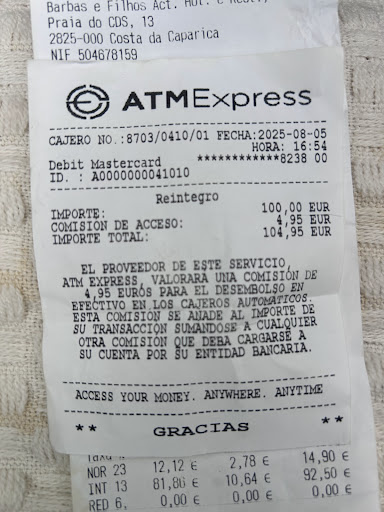 Barbas e Filhos Act. Hot. e Rest.,
Praia do CDS, 13
2825-000 Costa da Caparica
NIF 504678159
ATMExpress
CAJERO NO.:8703/0410/01 FECHA:2025-08-05
HORA: 16:54
Debit Mastercard ************8238 00
ID. : A0000000041010
Reintegro
IMPORTE: 100,00 EUR
COMISIÓN DE ACCESO: 4,95 EUR
IMPORTE TOTAL: 104,95 EUR
EL PROVEEDOR DE ESTE SERVICIO,
ATM EXPRESS, VALORARÁ UNA COMISIÓN DE
4,95 EUROS PARA EL DESEMBOLSO EN
EFECTIVO EN LOS CAJEROS AUTOMÁTICOS.
ESTA COMISIÓN SE AÑADE AL IMPORTE DE
SU TRANSACCIÓN SUMÁNDOSE A CUALQUIER
OTRA COMISIÓN QUE DEBA CARGARSE A
SU CUENTA POR SU ENTIDAD BANCARIA.
ACCESS YOUR MONEY. ANYWHERE. ANYTIME
** GRACIAS **
Taxa
NOR 23 12,12 € 2,78 € 14,90 €
INT 13 81,86 € 10,64 € 92,50 €
RED 6, 0,00 € 0,00 € 0,00 €